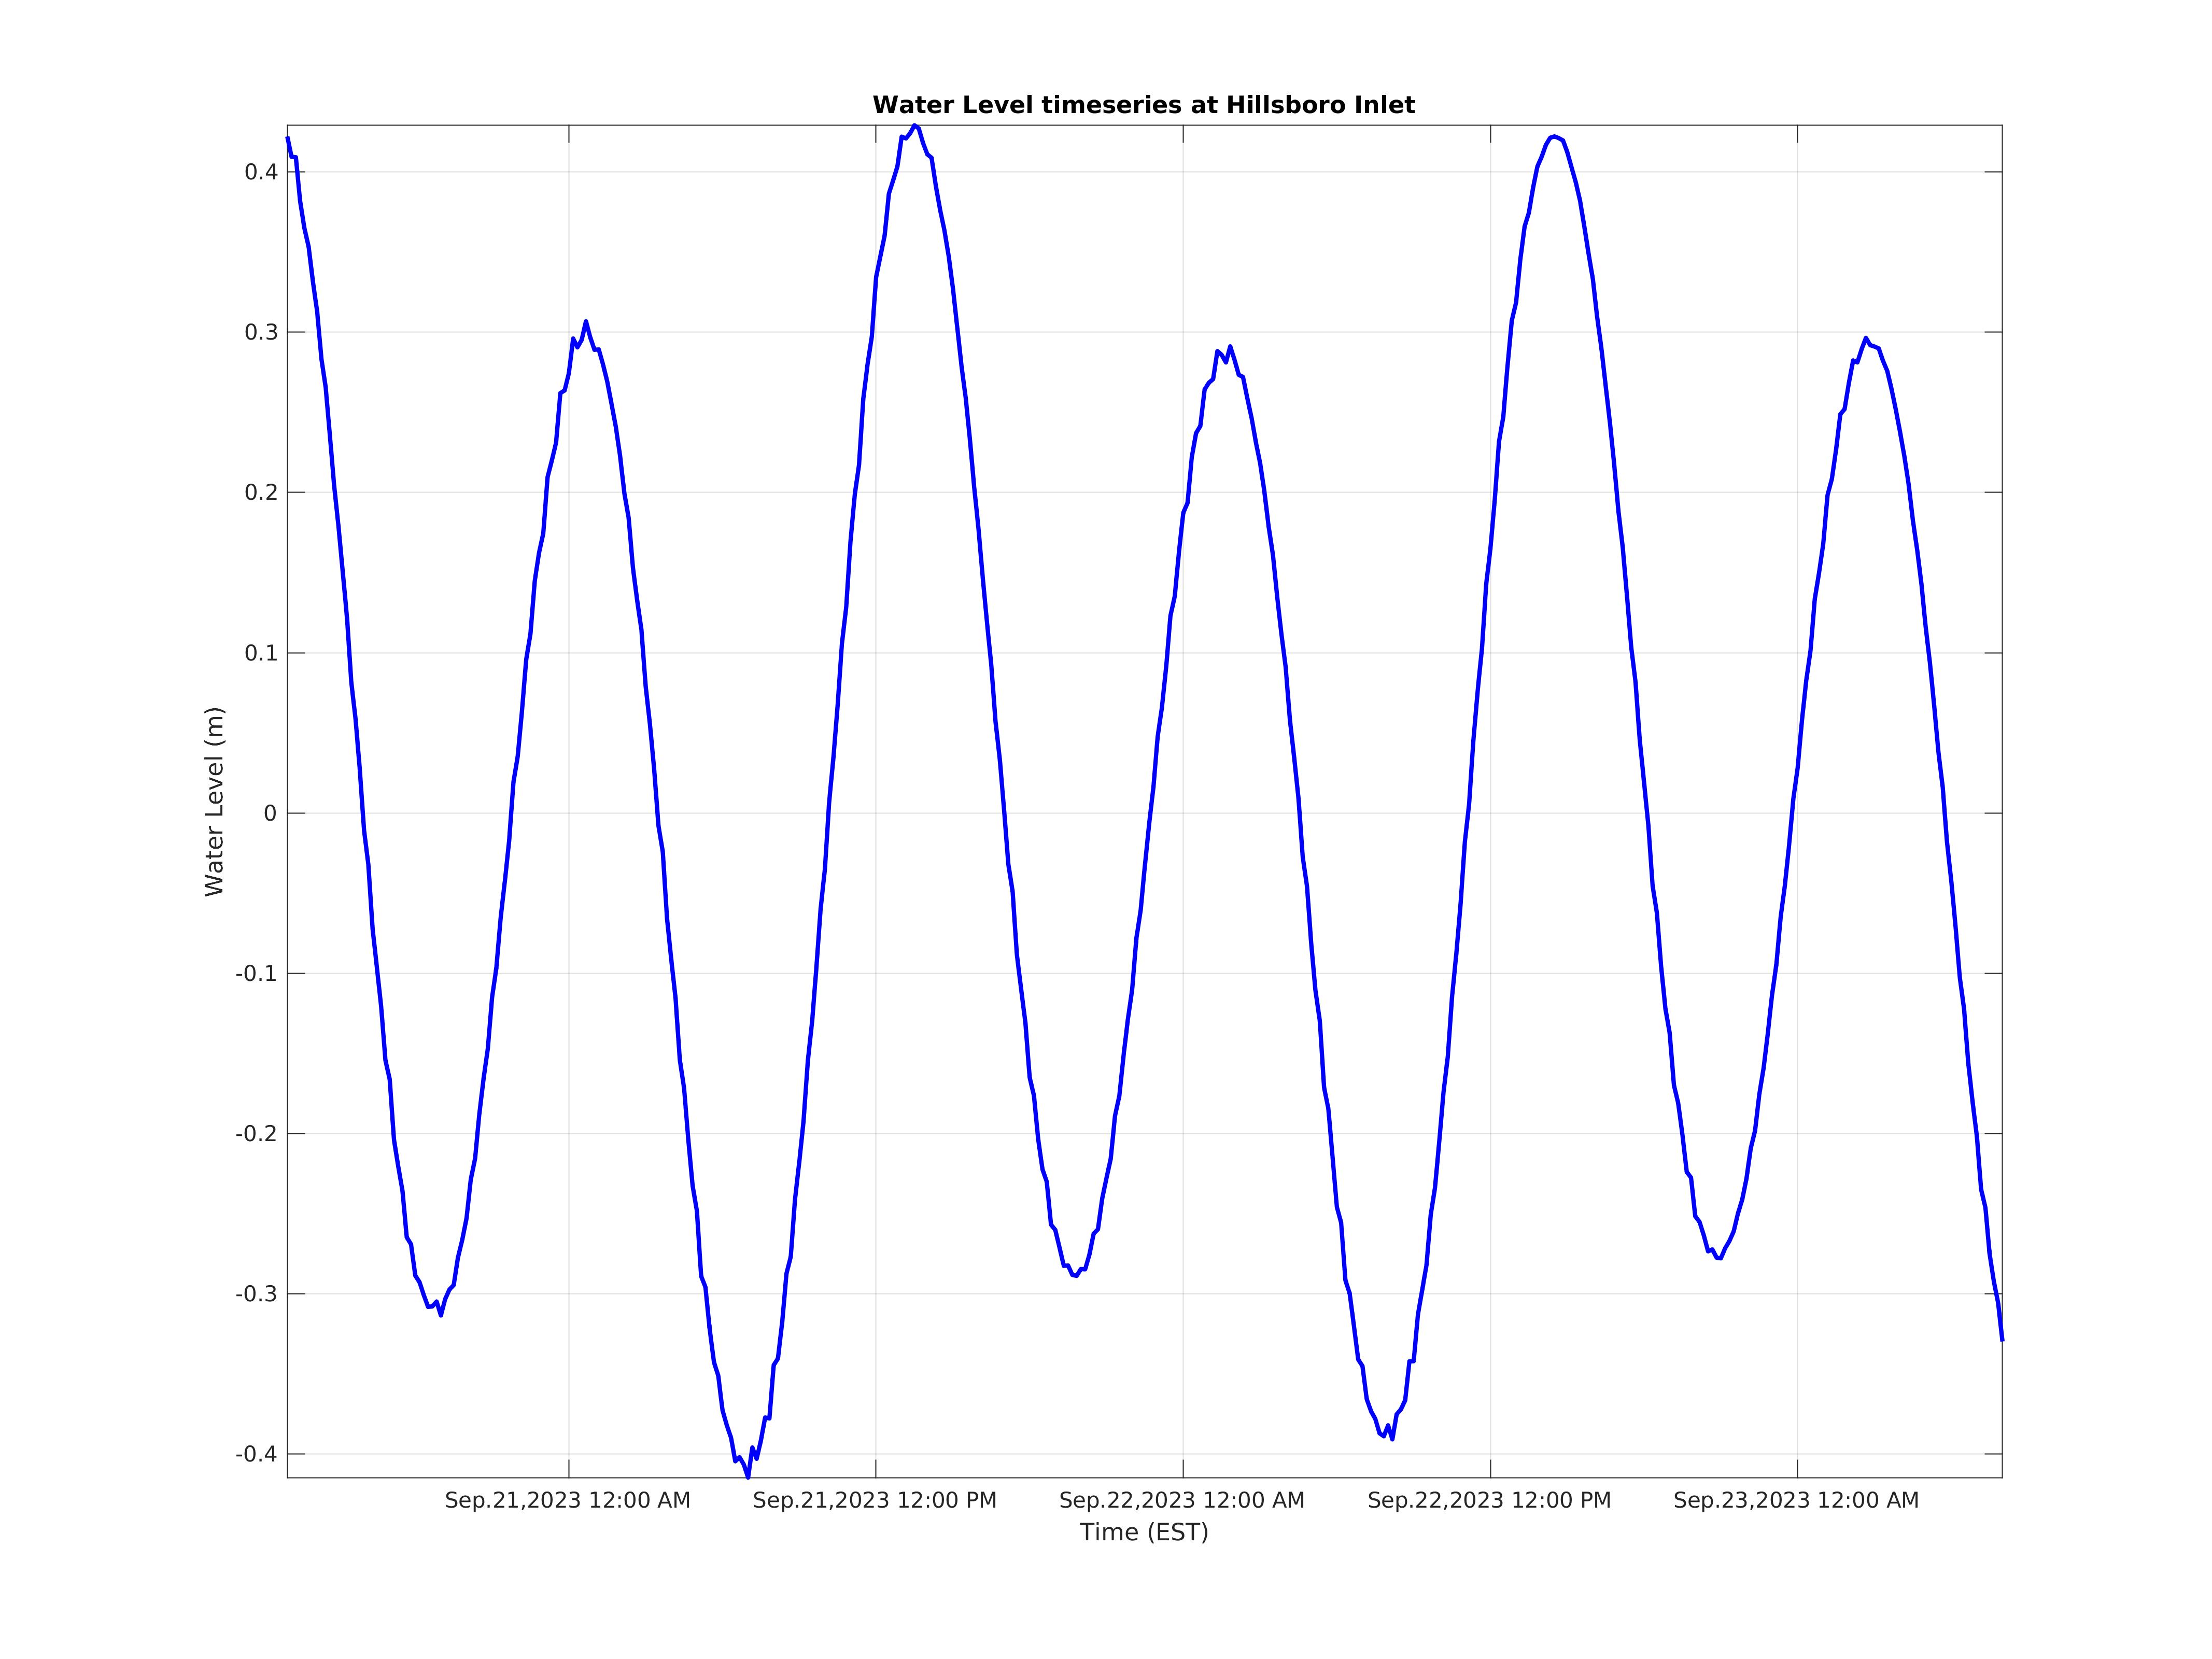 Water Level timeseries at Hillsboro Inlet
0.4
0.3
0.2
0.1
0
-0.1
-0.2
-0.3
-0.4
Water Level (m)
Sep.21,2023 12:00 AM
Sep.21,2023 12:00 PM
Sep.22,2023 12:00 AM
Sep.22,2023 12:00 PM
Sep.23,2023 12:00 AM
Time (EST)